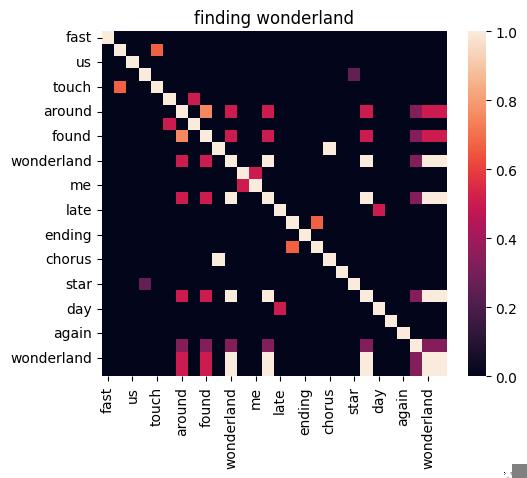 finding wonderland
fast
us
touch
around
found
wonderland
me
late
ending
chorus
star
day
again
wonderland
1.0
0.8
0.6
0.4
0.2
0.0
fast
us
touch
around
found
wonderland
me
late
ending
chorus
star
day
again
wonderland